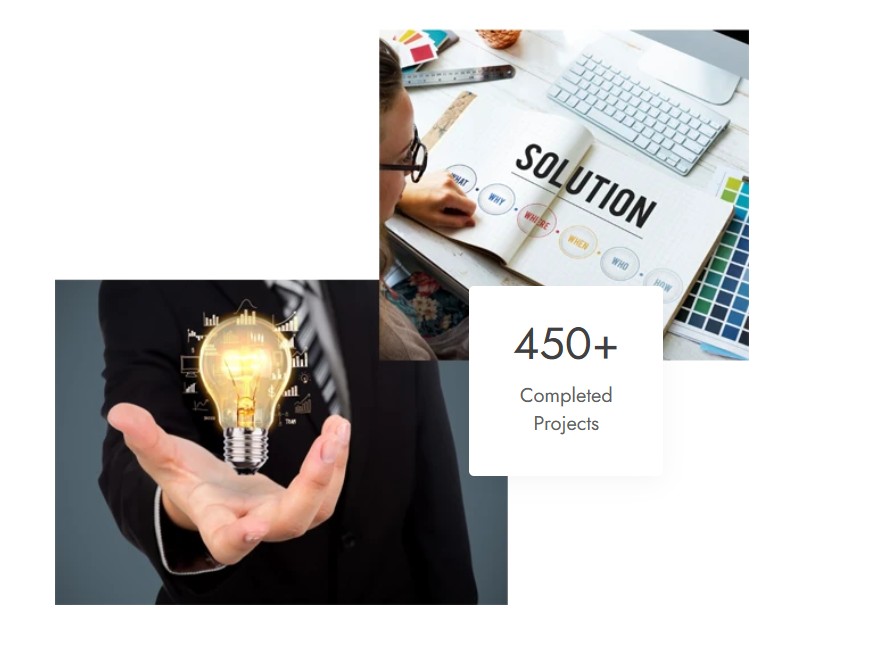 SOLUTION
WHAT
WHY
WHERE
WHEN
WHO
HOW
450+
Completed
Projects